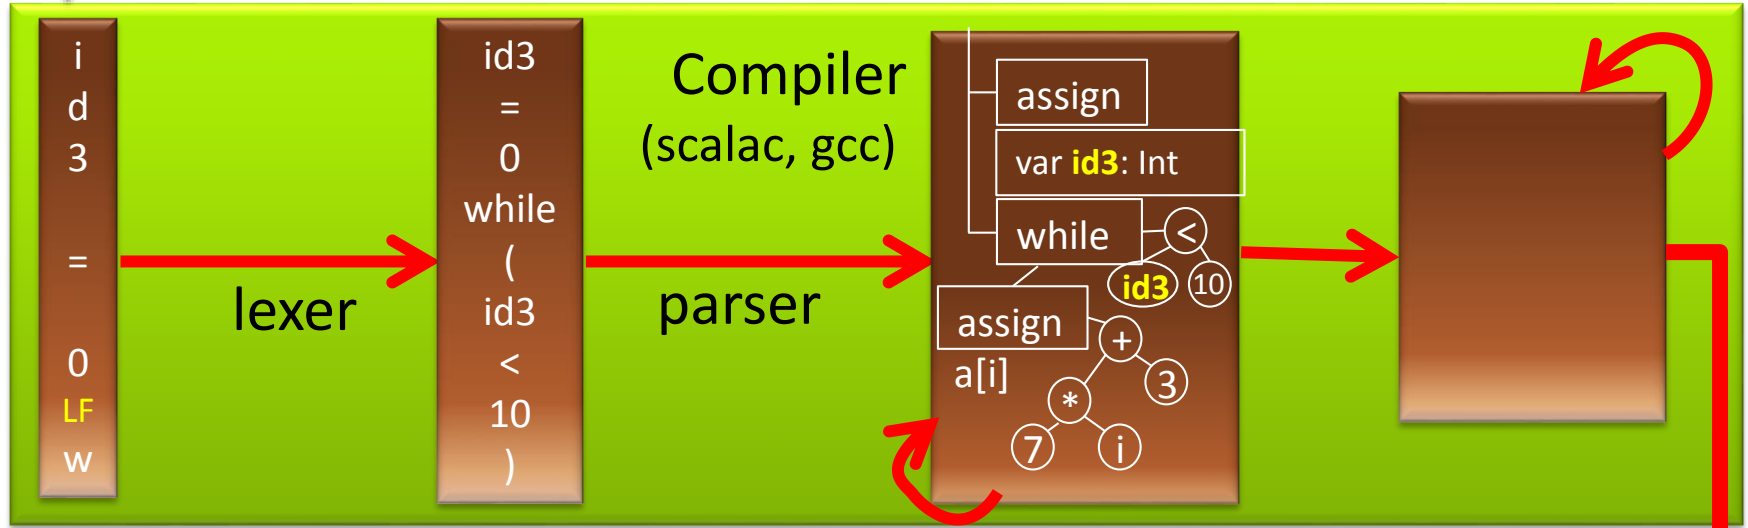 i
d
3
=
0
LF
w
lexer
id3
=
0
while
(
id3
<
10
)
Compiler
(scalac, gcc)
parser
assign
var id3: Int
while
<
id3
10
assign
+
a[i]
3
*
7
i